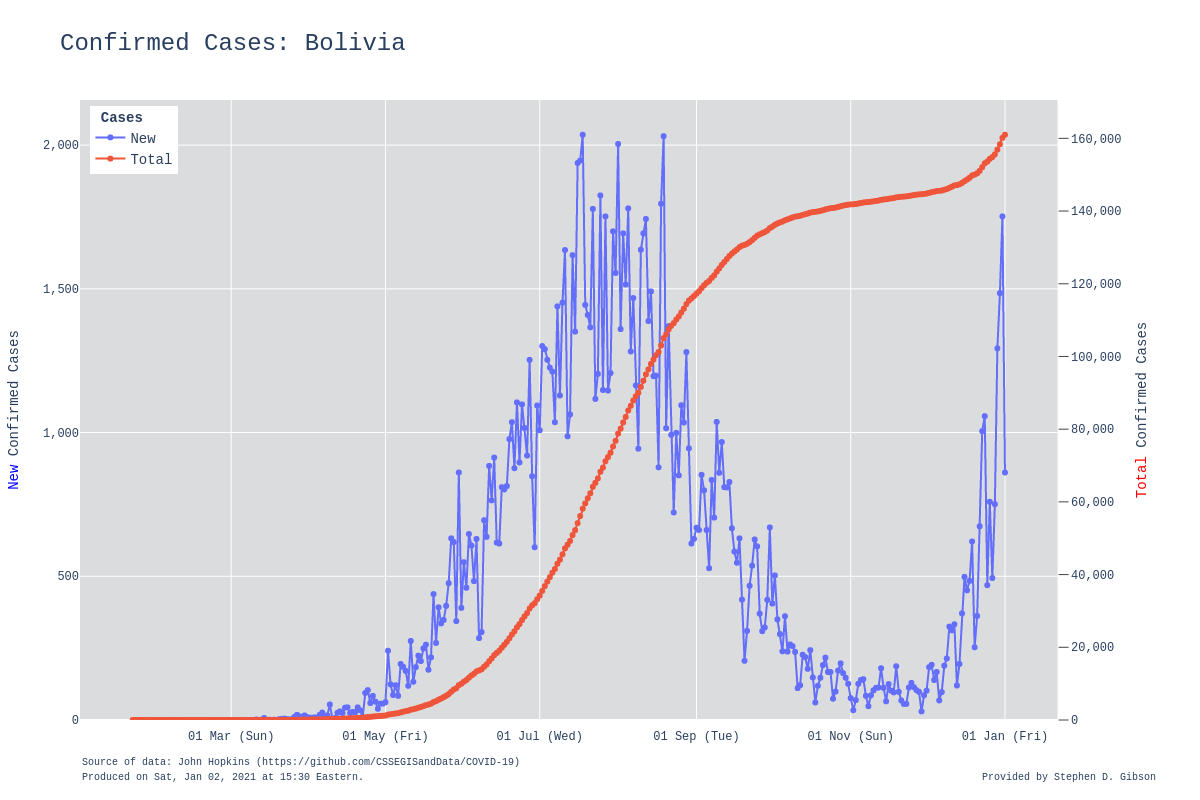 Confirmed Cases: Bolivia
Cases
New
Total
2,000
1,500
1,000
500
0
160,000
140,000
120,000
100,000
80,000
60,000
40,000
20,000
0
New Confirmed Cases
Total Confirmed Cases
01 Mar (Sun)
01 May (Fri)
01 Jul (Wed)
01 Sep (Tue)
01 Nov (Sun)
01 Jan (Fri)
Source of data: John Hopkins (https://github.com/CSSEGISandData/COVID-19)
Produced on Sat, Jan 02, 2021 at 15:30 Eastern.
Provided by Stephen D. Gibson